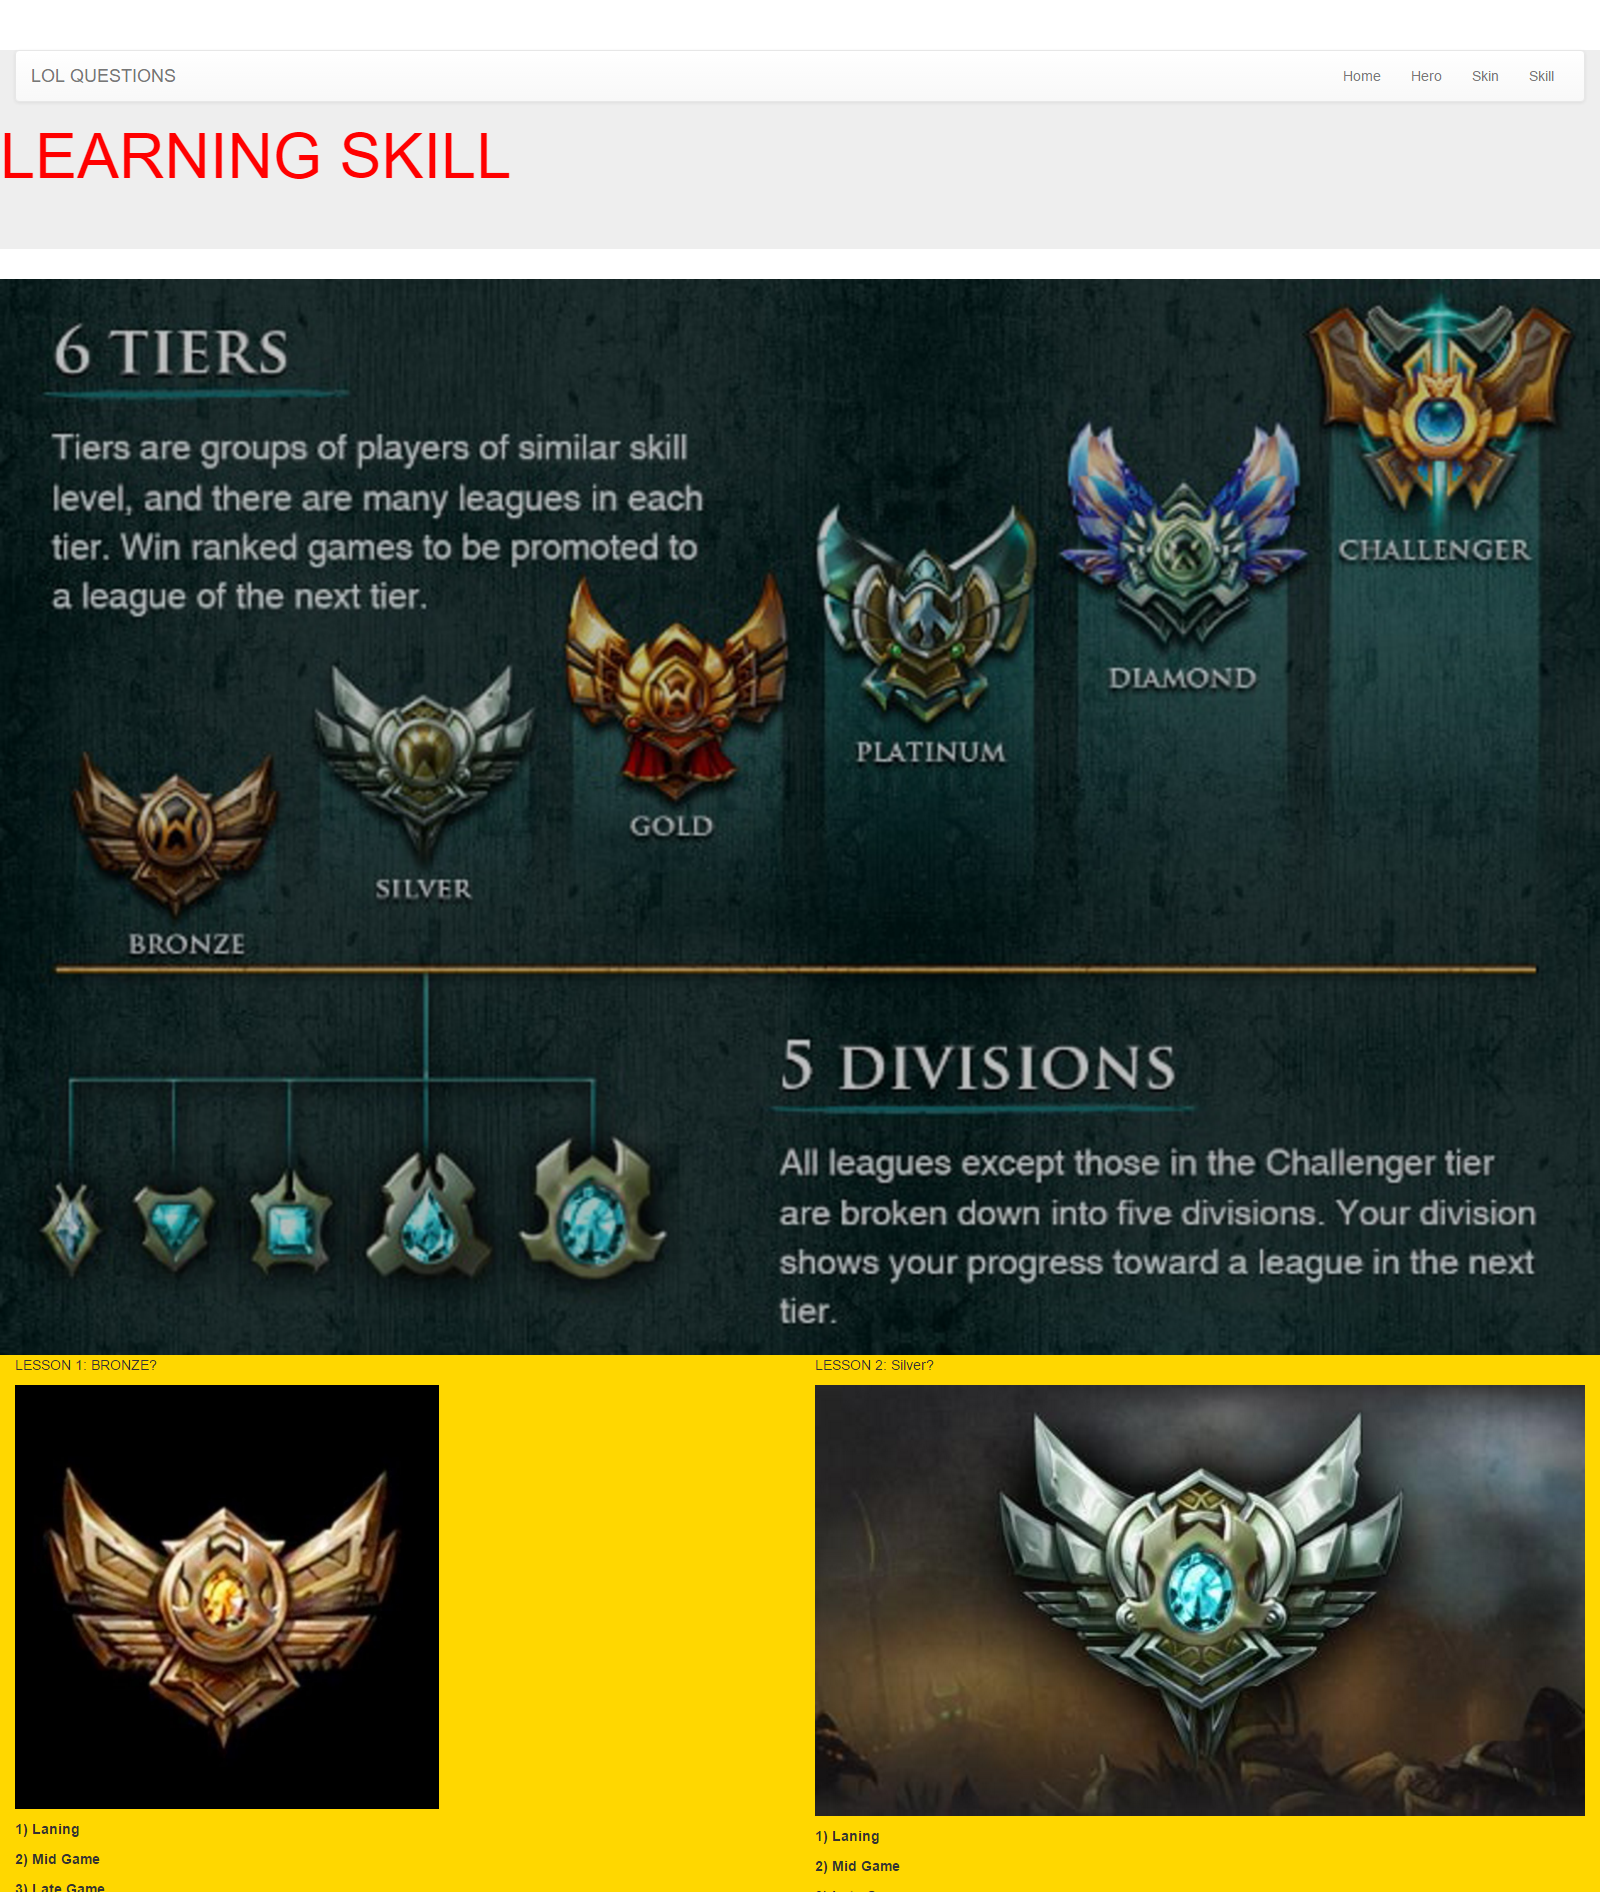 LOL QUESTIONS
Home
Hero
Skin
Skill
LEARNING SKILL
6 TIERS
Tiers are groups of players of similar skill
level, and there are many leagues in each
tier. Win ranked games to be promoted to
a league of the next tier.
CHALLENGER
DIAMOND
PLATINUM
GOLD
SILVER
BRONZE
5 DIVISIONS
All leagues except those in the Challenger tier
are broken down into five divisions. Your division
shows your progress toward a league in the next
tier.
LESSON 1: BRONZE?
1) Laning
2) Mid Game
3) Late Game
LESSON 2: Silver?
1) Laning
2) Mid Game